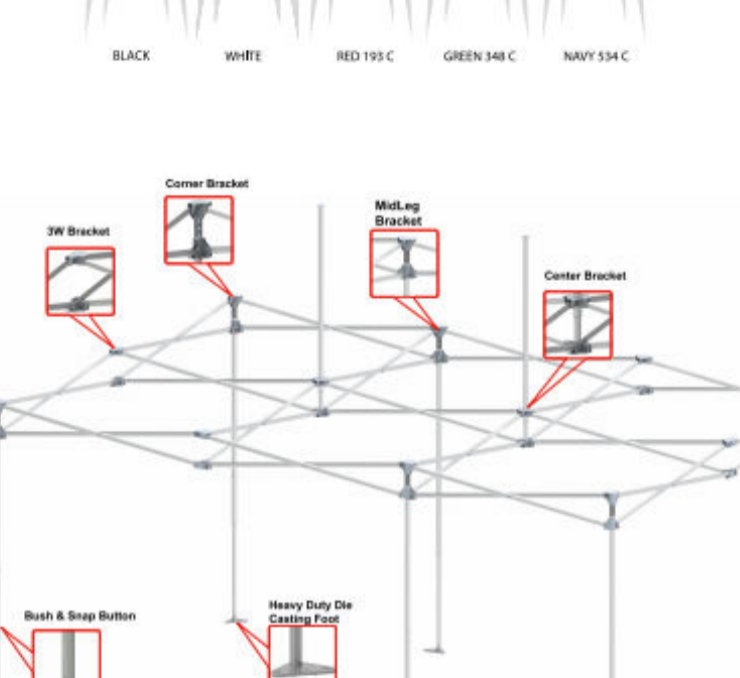 BLACK
WHITE
RED 193 C
GREEN 348 C
NAVY 534 C
Corner Bracket
MidLeg
Bracket
3W Bracket
Center Bracket
Heavy Duty Die
Casting Foot
Bush & Snap Button